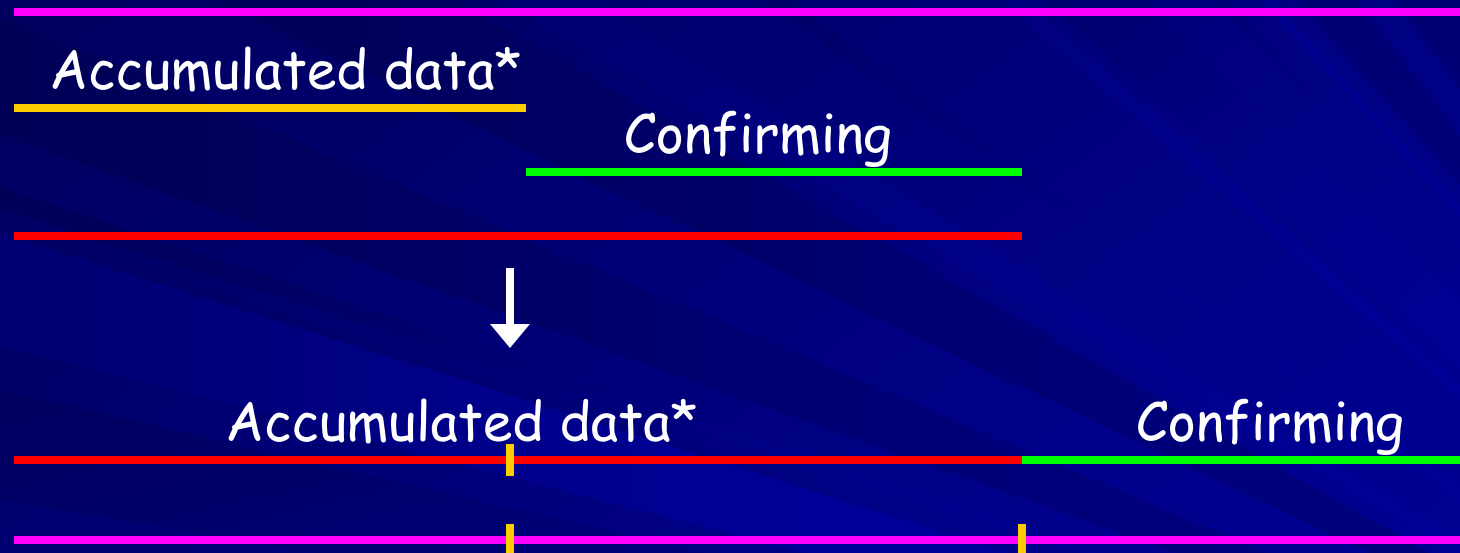 Accumulated data*
Confirming
Accumulated data*
Confirming